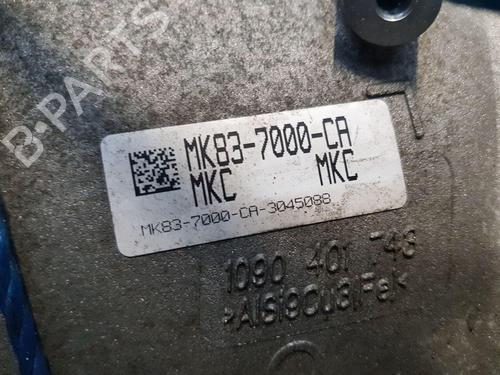 B-PARTS
MK83-7000-CA
MKC MKC
MK83-7000-CA-3045088
1090 401 743
>AlSi9Cu3(Fe)<